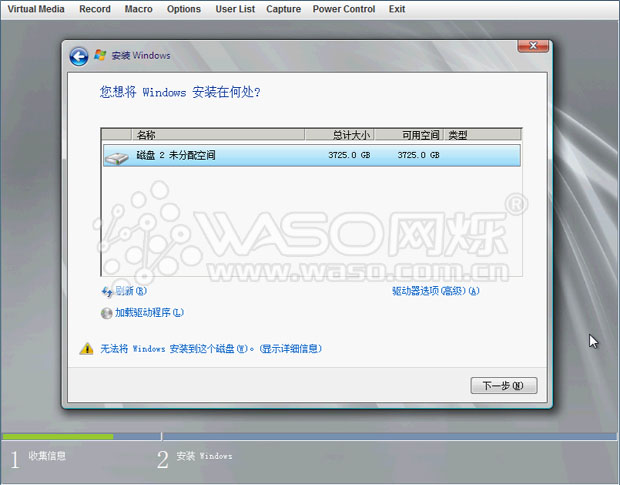 Virtual Media Record Macro Options User List Capture Power Control Exit
安装 Windows
您想将 Windows 安装在何处?
名称 总计大小 可用空间 类型
磁盘 2 未分配空间 3725.0 GB 3725.0 GB
WASO网烁®
www.waso.com.cn
刷新(R) 驱动器选项(高级)(A)
加载驱动程序(L)
无法将 Windows 安装到这个磁盘(W)。(显示详细信息)
下一步(N)
1 收集信息 2 安装 Windows